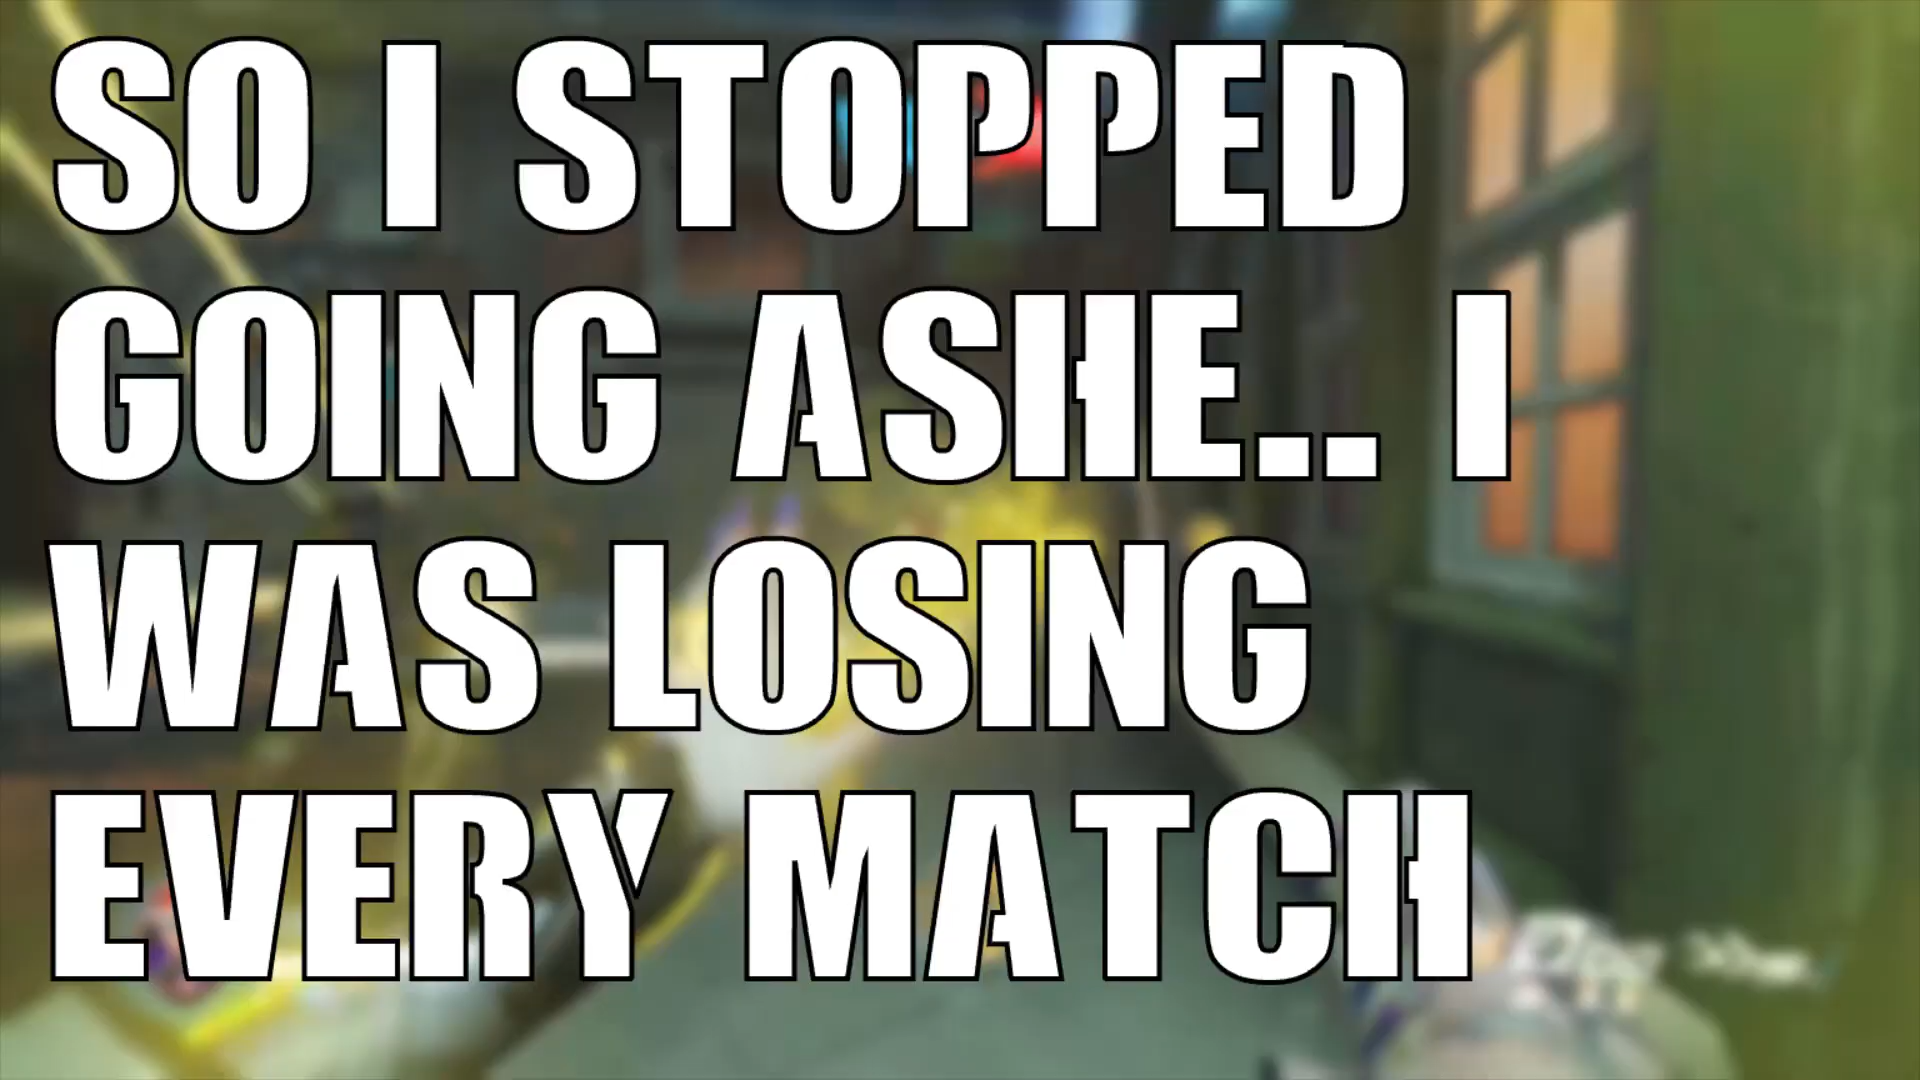 SO I STOPPED
GOING ASHE.. I
WAS LOSING
EVERY MATCH